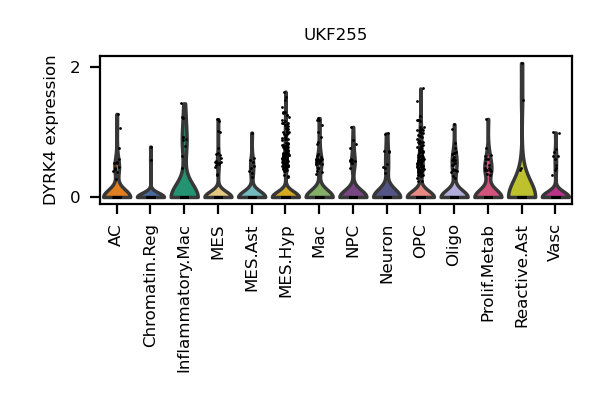 UKF255
DYRK4 expression
2
0
AC
Chromatin.Reg
Inflammatory.Mac
MES
MES.Ast
MES.Hyp
Mac
NPC
Neuron
OPC
Oligo
Prolif.Metab
Reactive.Ast
Vasc